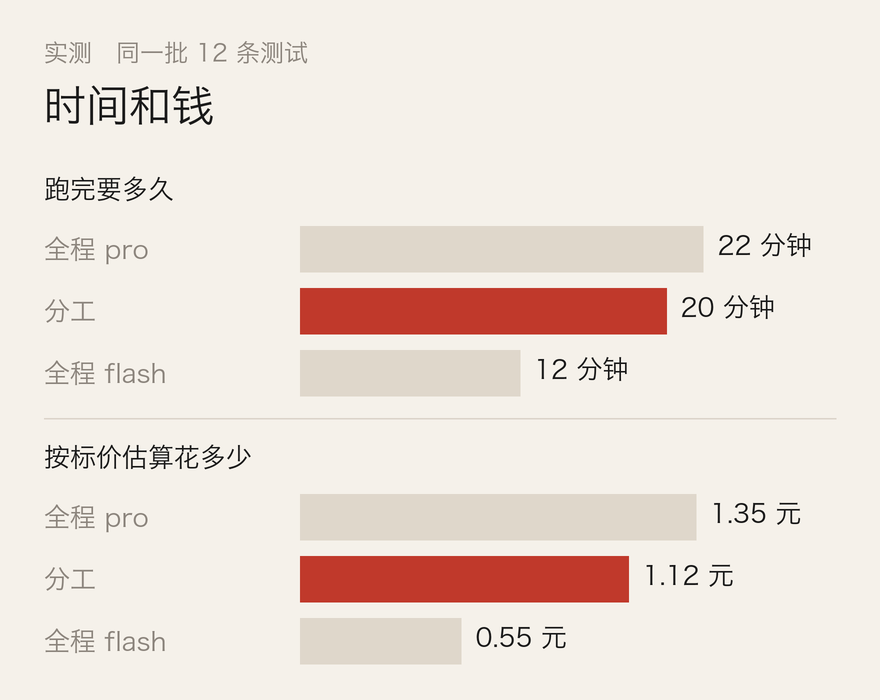 实测 同一批 12 条测试
时间和钱
跑完要多久
全程 pro 22 分钟
分工 20 分钟
全程 flash 12 分钟
按标价估算花多少
全程 pro 1.35 元
分工 1.12 元
全程 flash 0.55 元